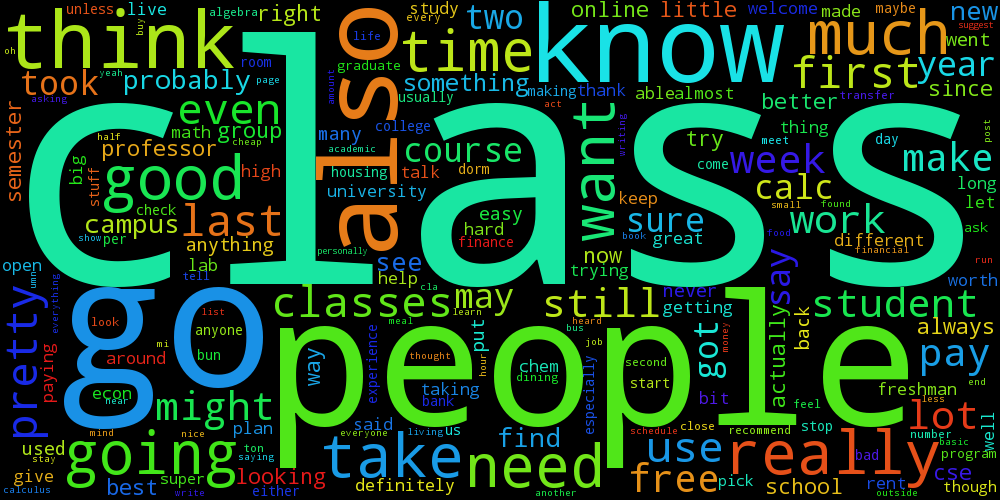 class
people
go
know
think
also
good
time
much
first
really
take
need
going
want
pretty
classes
still
student
last
even
might
course
work
week
calc
make
sure
use
free
pay
lot
year
two
took
probably
something
right
little
new
online
study
every
live
unless
algebra
buy
oh
yeah
asking
room
page
life
graduate
usually
amount
making
thank
act
able
almost
better
made
maybe
suggest
went
since
welcome
transfer
semester
big
stuff
half
cheap
math
group
professor
high
many
college
academic
housing
talk
dorm
university
campus
check
anything
show
per
lab
tell
see
help
personally
easy
hard
finance
try
come
thing
meet
writing
keep
great
book
now
trying
say
food
day
post
long
let
ask
small
found
different
financial
run
worth
open
umn
everything
look
list
anyone
mi
bun
around
paying
econ
near
mind
nice
plan
used
stay
give
calculus
best
super
ton
saying
write
looking
either
way
experience
meal
thought
said
everyone
living
us
definitely
bank
taking
hour
put
learn
cla
may
chem
dining
bus
heard
job
especially
second
start
find
another
schedule
close
pick
never
getting
got
money
bit
actually
back
feel
recommend
stop
bad
school
rent
outside
cse
number
less
basic
program
well
though
freshman
end
always